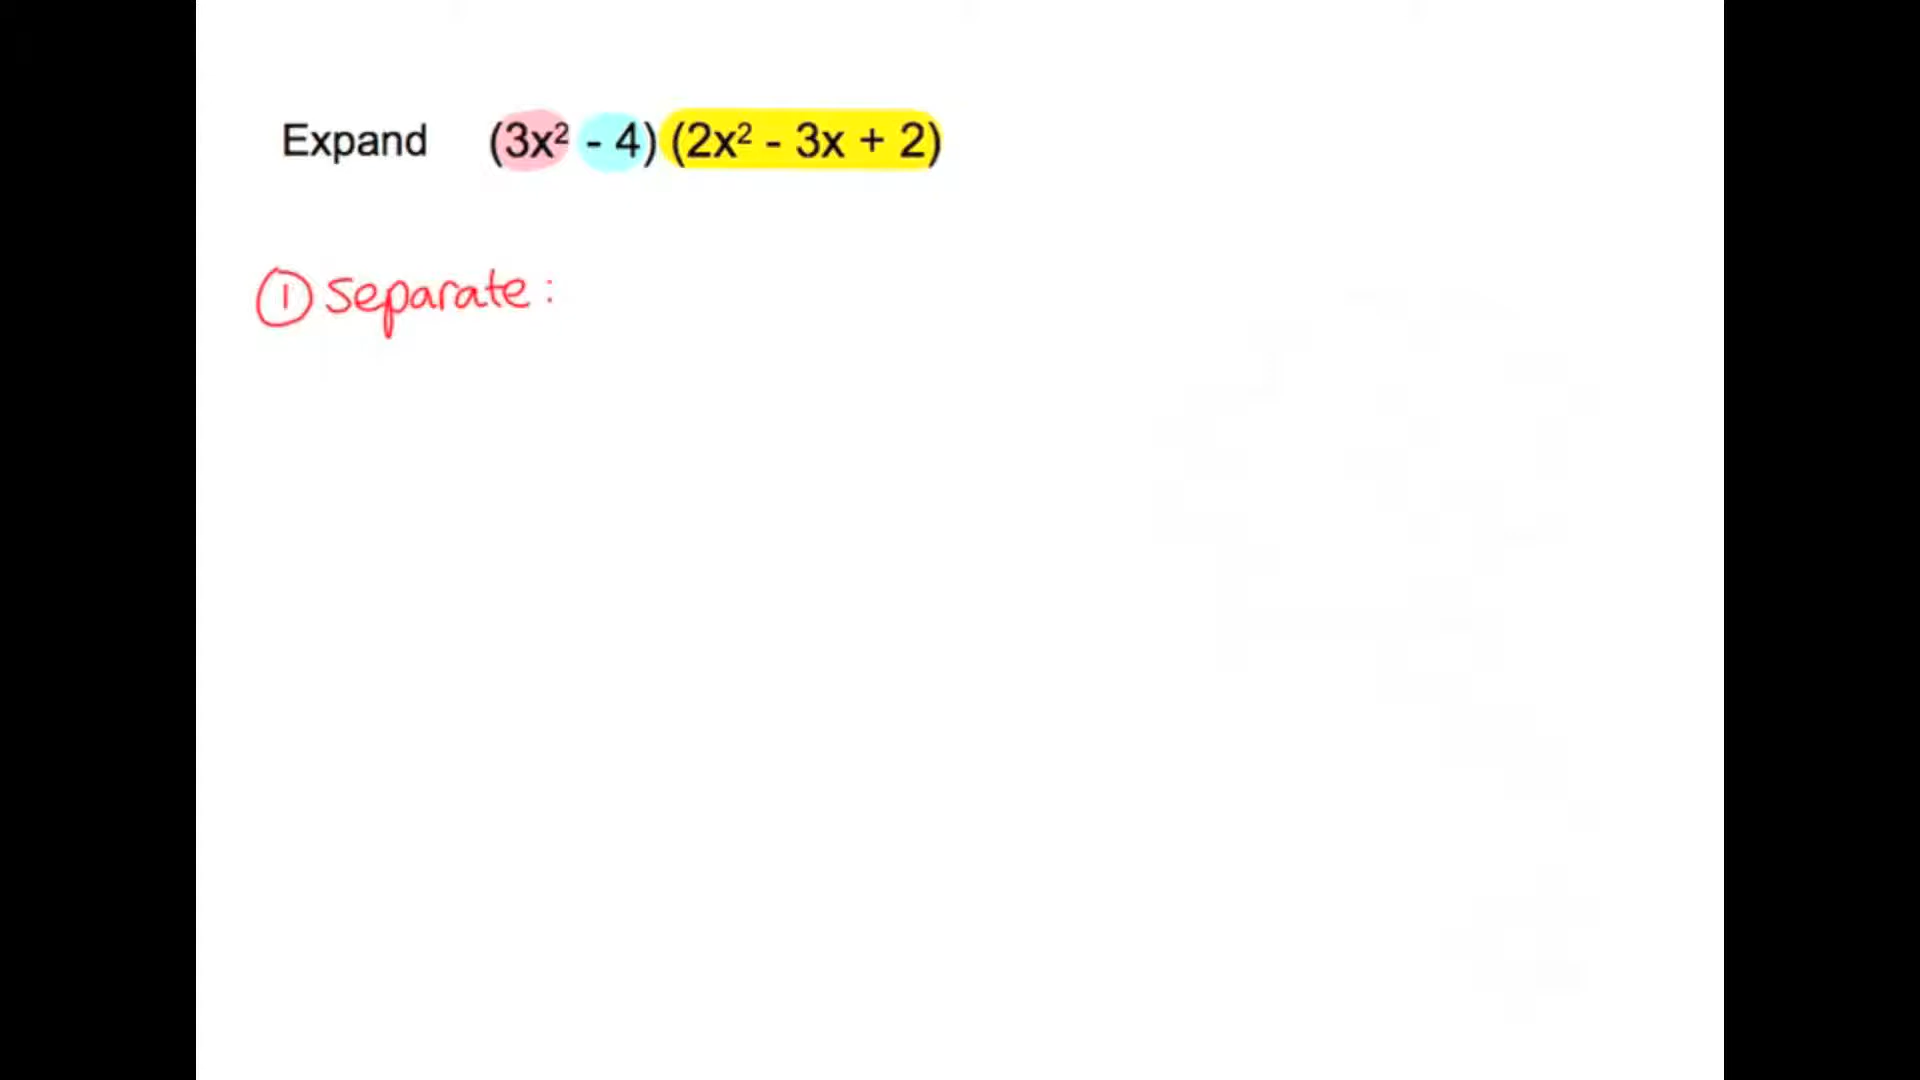 Expand (3x² - 4) (2x² - 3x + 2)
① separate: